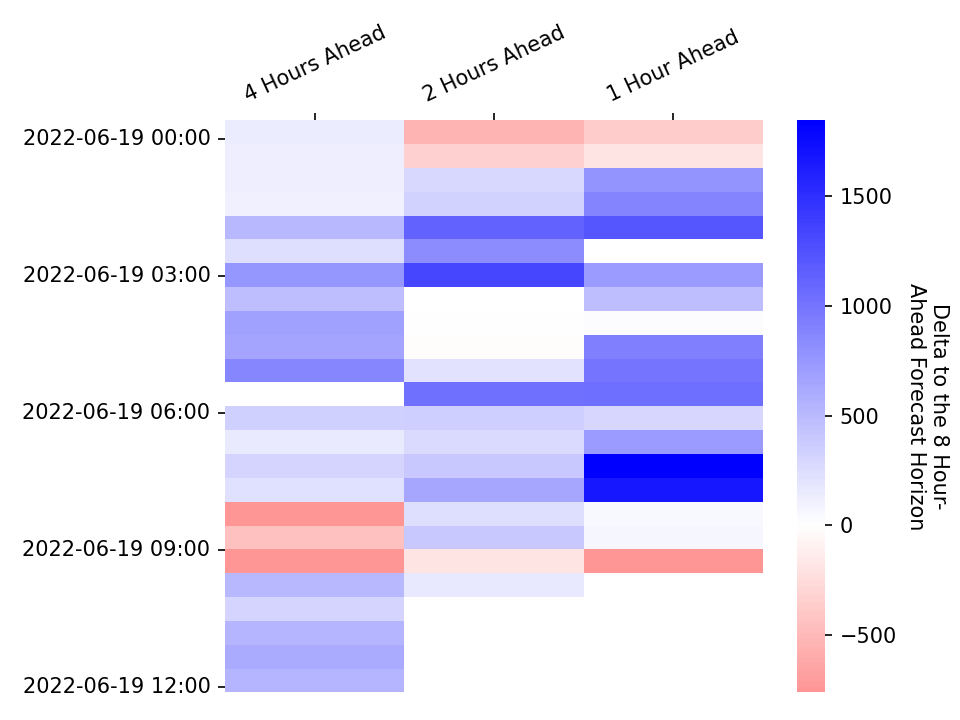 4 Hours Ahead
2 Hours Ahead
1 Hour Ahead
2022-06-19 00:00
2022-06-19 03:00
2022-06-19 06:00
2022-06-19 09:00
2022-06-19 12:00
1500
1000
500
0
−500
Delta to the 8 Hour-
Ahead Forecast Horizon